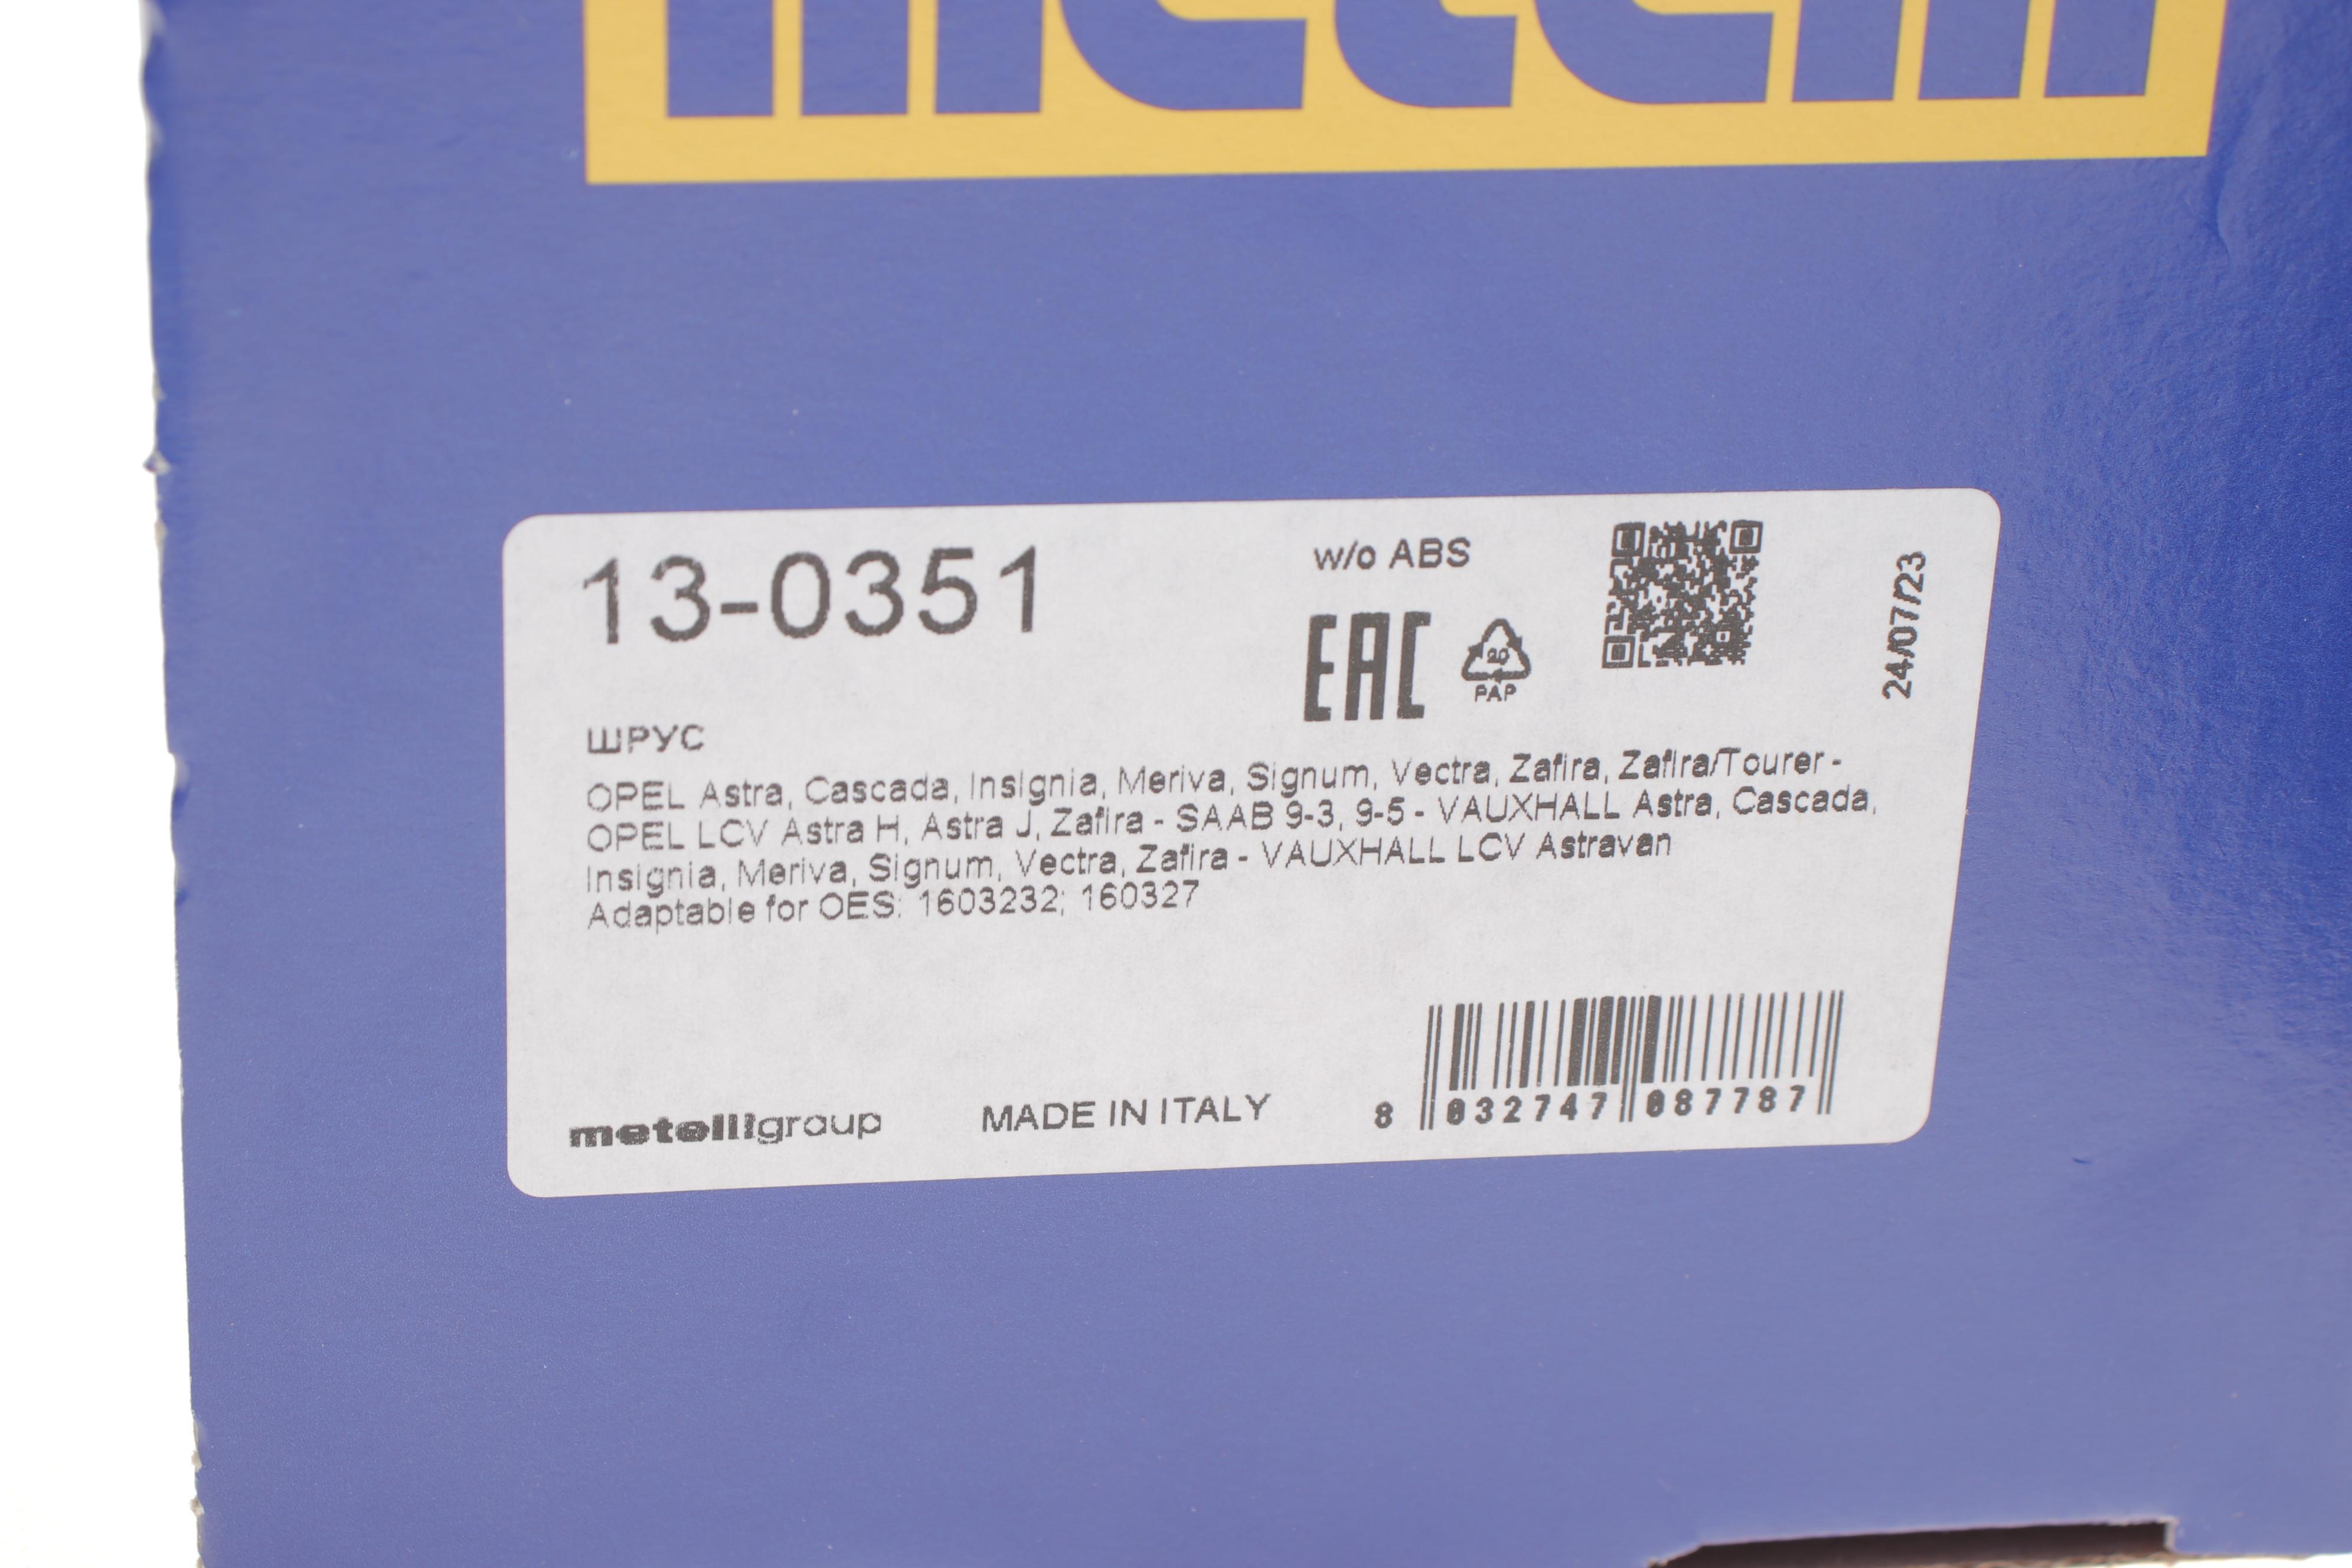 metelli
13-0351
w/o ABS
EAC
20
PAP
24/07/23
ШРУС
OPEL Astra, Cascada, Insignia, Meriva, Signum, Vectra, Zafira, Zafira/Tourer -
OPEL LCV Astra H, Astra J, Zafira - SAAB 9-3, 9-5 - VAUXHALL Astra, Cascada,
Insignia, Meriva, Signum, Vectra, Zafira - VAUXHALL LCV Astravan
Adaptable for OES: 1603232; 160327
metelligroup
MADE IN ITALY
8 032747 087787